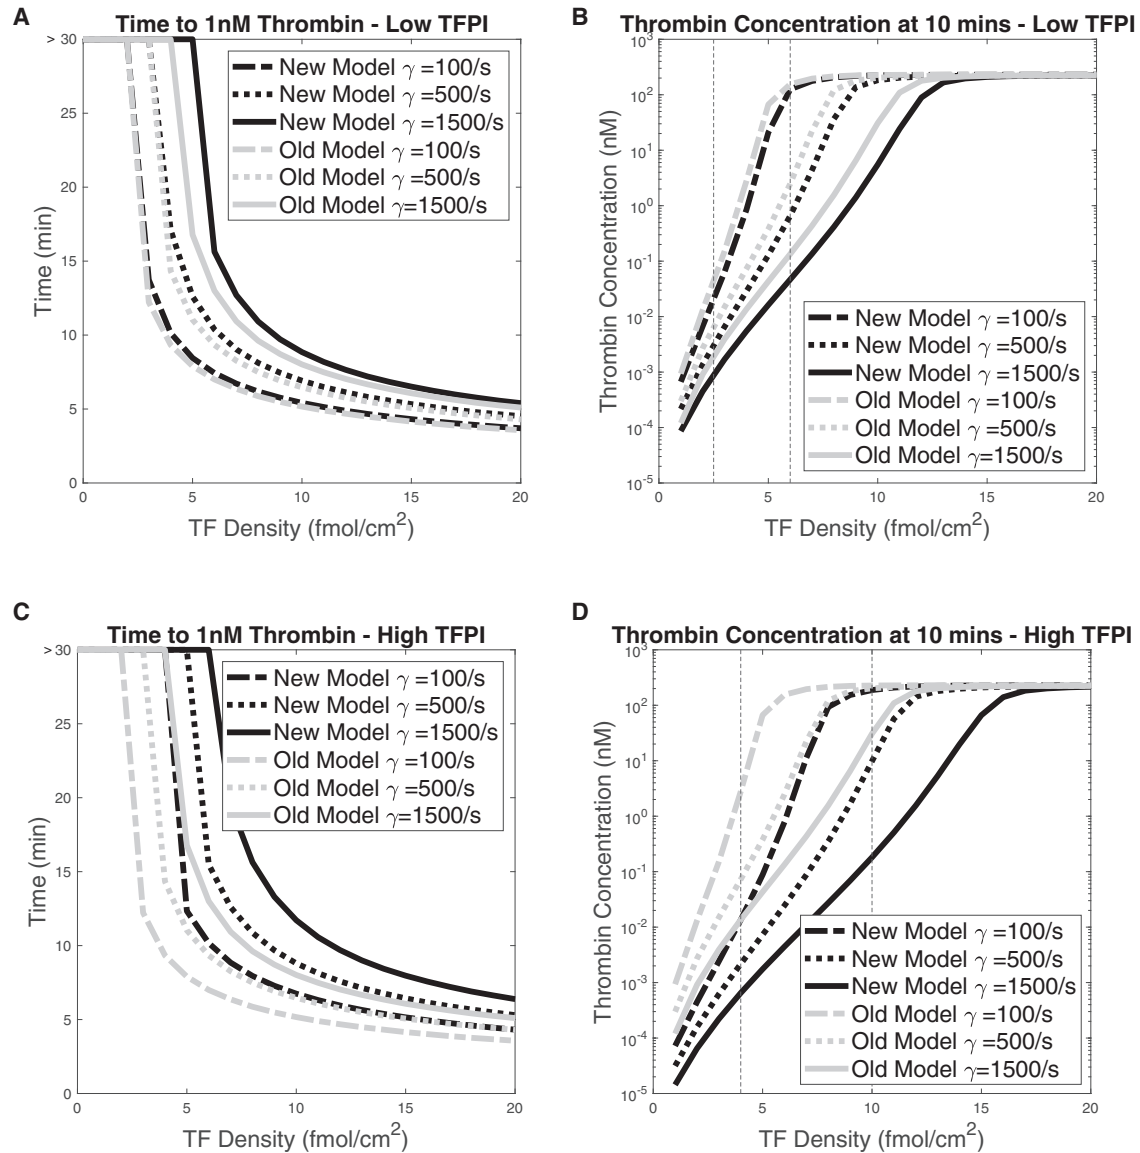 A
Time to 1nM Thrombin - Low TFPI
> 30
25
20
15
10
5
0
Time (min)
New Model γ =100/s
New Model γ =500/s
New Model γ =1500/s
Old Model γ =100/s
Old Model γ =500/s
Old Model γ=1500/s
0 5 10 15 20
TF Density (fmol/cm²)
B
Thrombin Concentration at 10 mins - Low TFPI
10³
10²
10¹
10⁰
10⁻¹
10⁻²
10⁻³
10⁻⁴
10⁻⁵
Thrombin Concentration (nM)
New Model γ =100/s
New Model γ =500/s
New Model γ =1500/s
Old Model γ =100/s
Old Model γ =500/s
Old Model γ=1500/s
0 5 10 15 20
TF Density (fmol/cm²)
C
Time to 1nM Thrombin - High TFPI
> 30
25
20
15
10
5
0
Time (min)
New Model γ =100/s
New Model γ =500/s
New Model γ =1500/s
Old Model γ =100/s
Old Model γ =500/s
Old Model γ=1500/s
0 5 10 15 20
TF Density (fmol/cm²)
D
Thrombin Concentration at 10 mins - High TFPI
10³
10²
10¹
10⁰
10⁻¹
10⁻²
10⁻³
10⁻⁴
10⁻⁵
Thrombin Concentration (nM)
New Model γ =100/s
New Model γ =500/s
New Model γ =1500/s
Old Model γ =100/s
Old Model γ =500/s
Old Model γ=1500/s
0 5 10 15 20
TF Density (fmol/cm²)